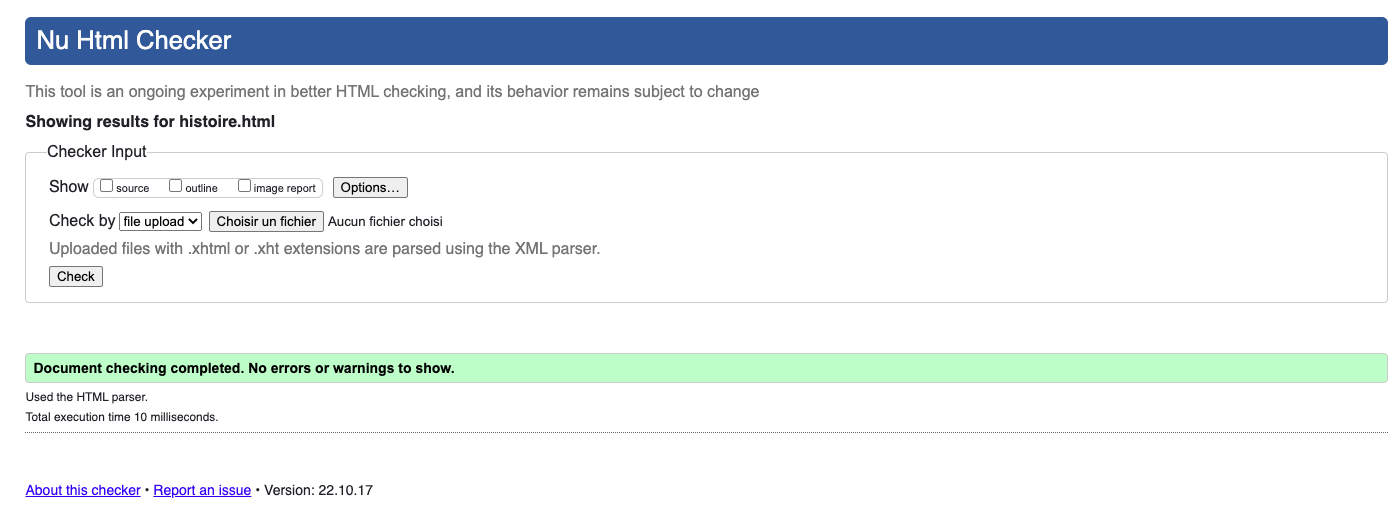 Nu Html Checker
This tool is an ongoing experiment in better HTML checking, and its behavior remains subject to change
Showing results for histoire.html
Checker Input
Show source outline image report Options...
Check by file upload Choisir un fichier Aucun fichier choisi
Uploaded files with .xhtml or .xht extensions are parsed using the XML parser.
Check
Document checking completed. No errors or warnings to show.
Used the HTML parser.
Total execution time 10 milliseconds.
About this checker • Report an issue • Version: 22.10.17